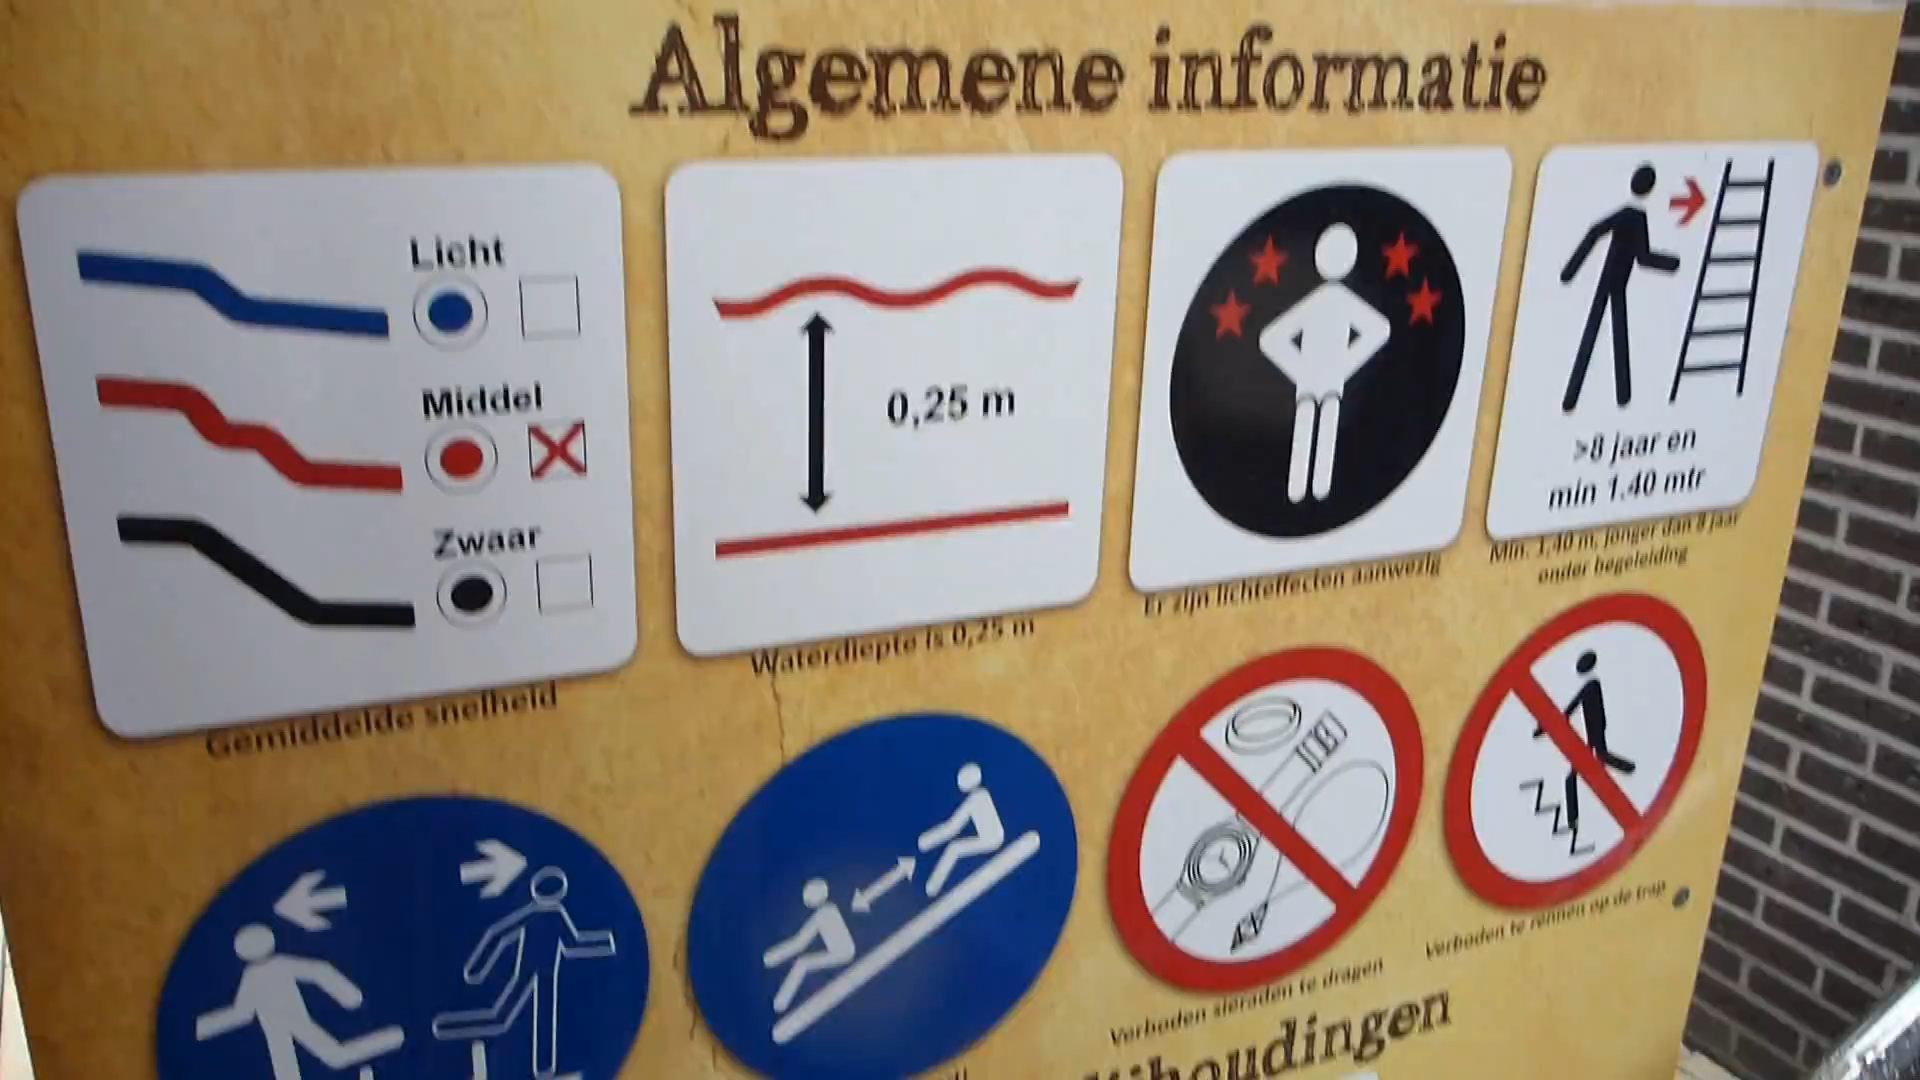 Algemene informatie
Licht
Middel
Zwaar
Gemiddelde snelheid
0,25 m
Waterdiepte is 0,25 m
Er zijn lichteffecten aanwezig
>8 jaar en
min 1.40 mtr
Min. 1,40 m, jonger dan 8 jaar
onder begeleiding
Verboden sieraden te dragen
Verboden te rennen op de trap